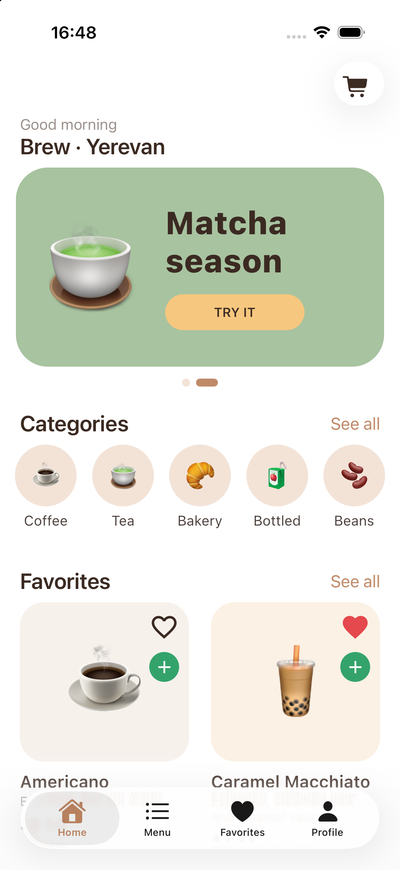 16:48
Good morning
Brew · Yerevan
Matcha
season
TRY IT
Categories
See all
Coffee
Tea
Bakery
Bottled
Beans
Favorites
See all
Americano
Caramel Macchiato
Home
Menu
Favorites
Profile